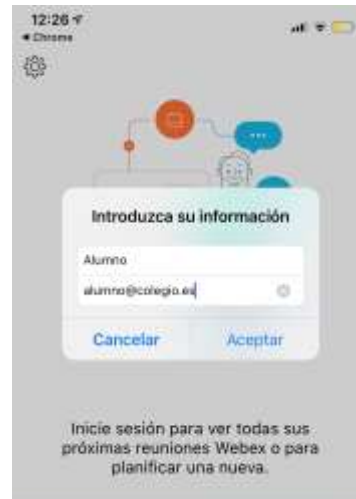 12:26
◀ Chrome
Introduzca su información
Alumno
alumno@colegio.es
Cancelar
Aceptar
Inicie sesión para ver todas sus
próximas reuniones Webex o para
planificar una nueva.